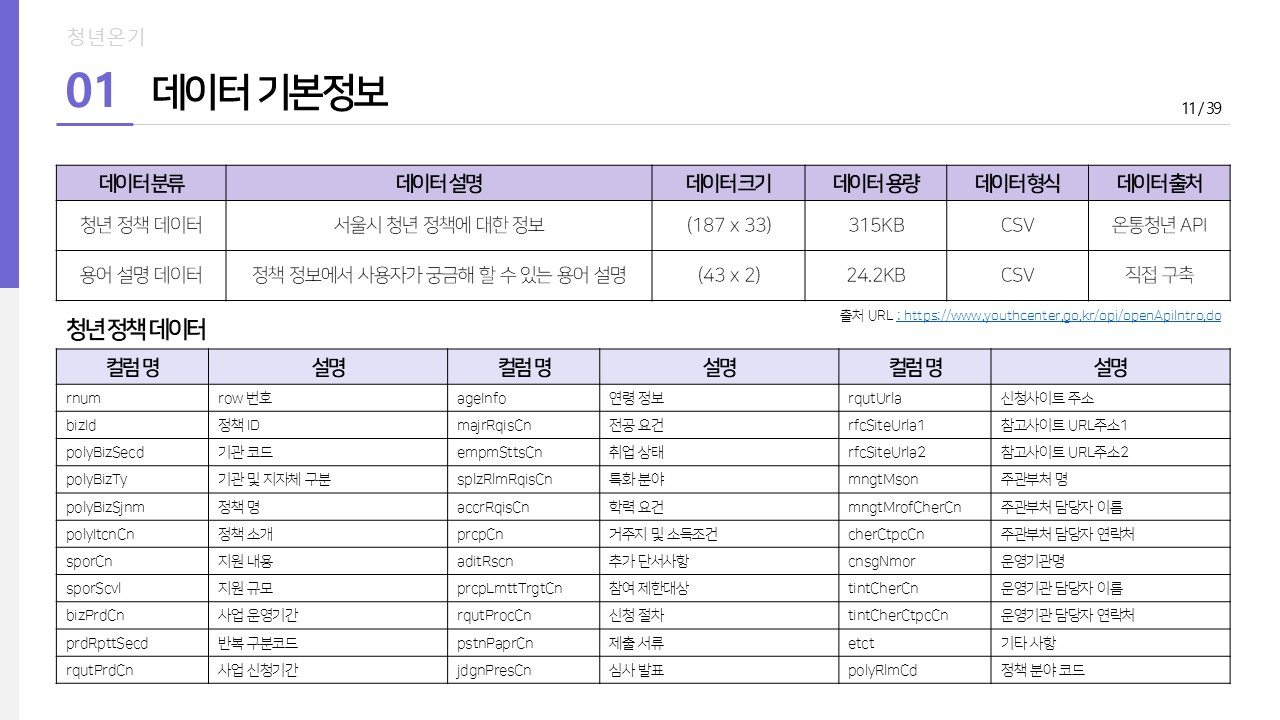 청년온기
01 데이터 기본정보
11 / 39
데이터 분류 데이터 설명 데이터 크기 데이터 용량 데이터 형식 데이터 출처
청년 정책 데이터 서울시 청년 정책에 대한 정보 (187 x 33) 315KB CSV 온통청년 API
용어 설명 데이터 정책 정보에서 사용자가 궁금해 할 수 있는 용어 설명 (43 x 2) 24.2KB CSV 직접 구축
출처 URL : https://www.youthcenter.go.kr/opi/openApiIntro.do
청년 정책 데이터
컬럼 명 설명 컬럼 명 설명 컬럼 명 설명
rnum row 번호 ageInfo 연령 정보 rqutUrla 신청사이트 주소
bizId 정책 ID majrRqisCn 전공 요건 rfcSiteUrla1 참고사이트 URL주소1
polyBizSecd 기관 코드 empmSttsCn 취업 상태 rfcSiteUrla2 참고사이트 URL주소2
polyBizTy 기관 및 지자체 구분 splzRlmRqisCn 특화 분야 mngtMson 주관부처 명
polyBizSjnm 정책 명 accrRqisCn 학력 요건 mngtMrofCherCn 주관부처 담당자 이름
polyItcnCn 정책 소개 prcpCn 거주지 및 소득조건 cherCtpcCn 주관부처 담당자 연락처
sporCn 지원 내용 aditRscn 추가 단서사항 cnsgNmor 운영기관명
sporScvl 지원 규모 prcpLmttTrgtCn 참여 제한대상 tintCherCn 운영기관 담당자 이름
bizPrdCn 사업 운영기간 rqutProcCn 신청 절차 tintCherCtpcCn 운영기관 담당자 연락처
prdRpttSecd 반복 구분코드 pstnPaprCn 제출 서류 etct 기타 사항
rqutPrdCn 사업 신청기간 jdgnPresCn 심사 발표 polyRlmCd 정책 분야 코드